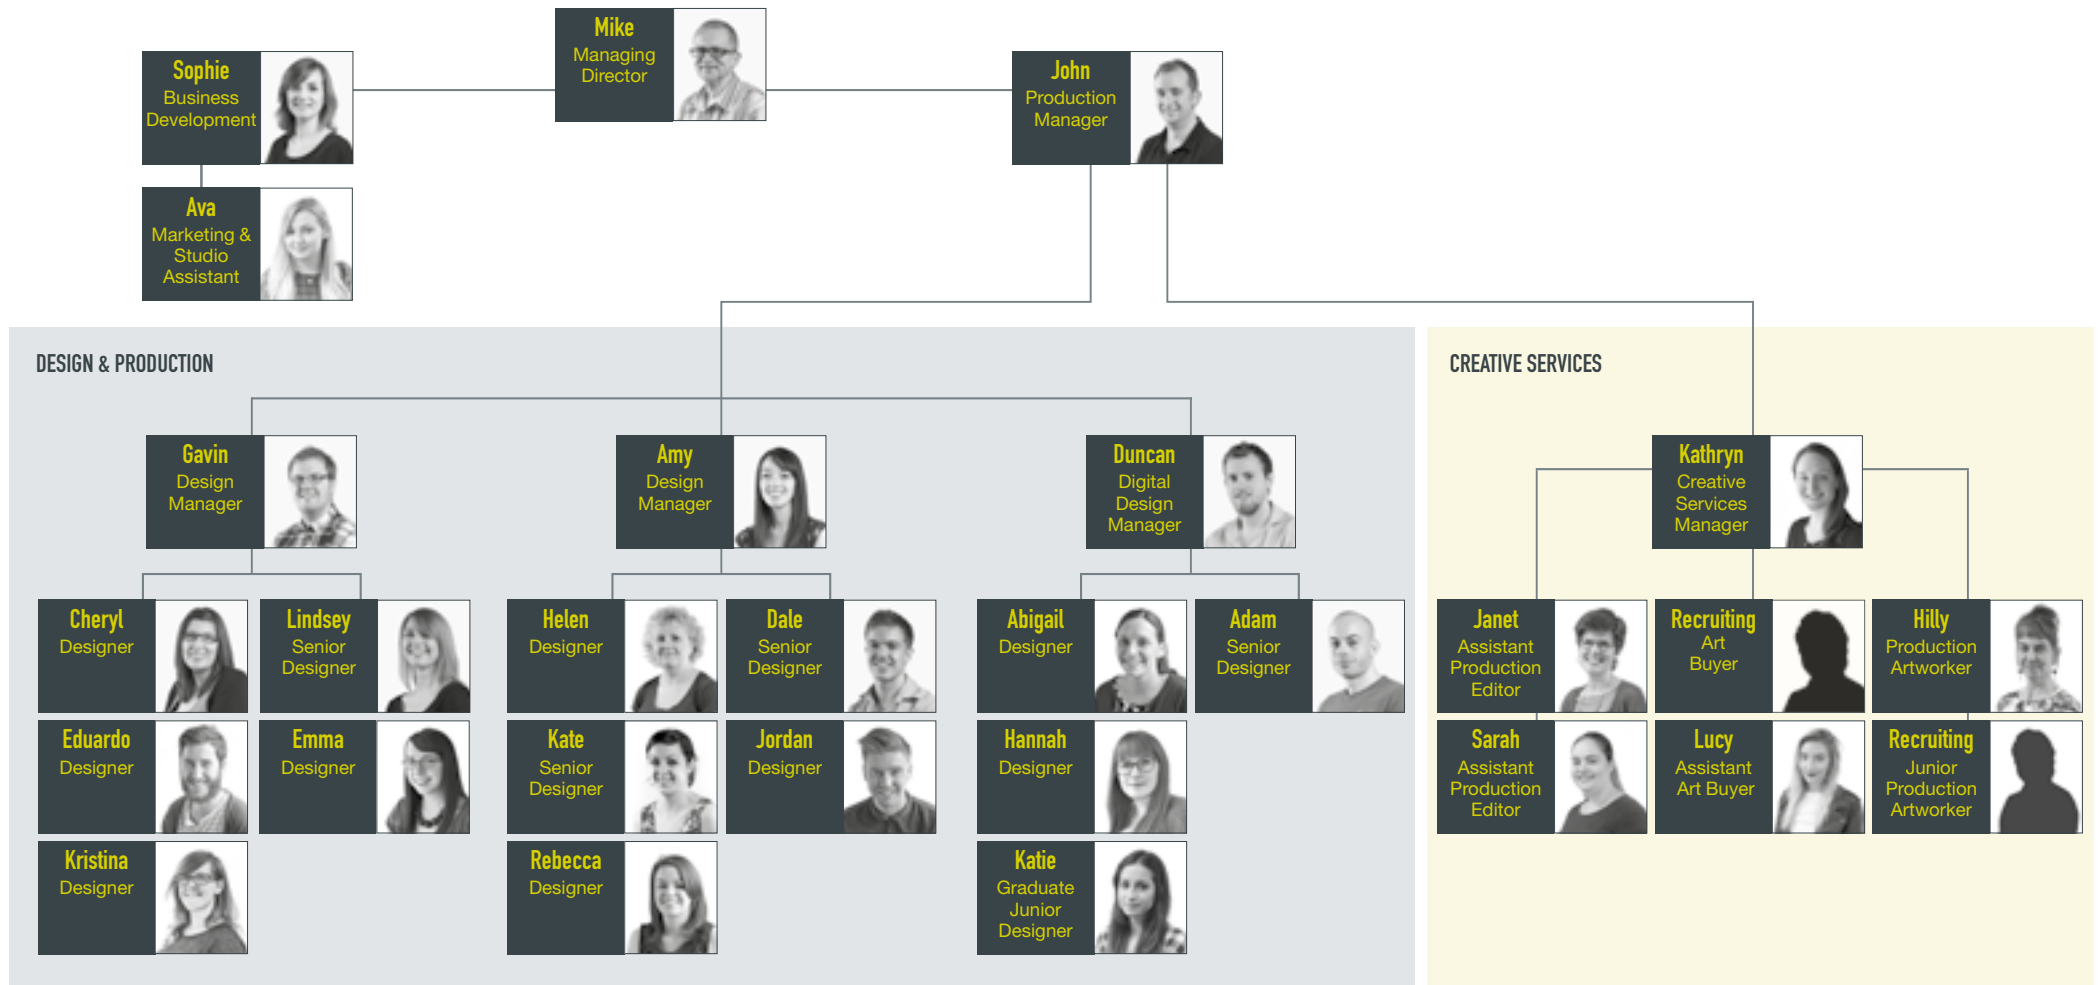 Mike
Managing
Director
Sophie
Business
Development
John
Production
Manager
Ava
Marketing &
Studio
Assistant
DESIGN & PRODUCTION
Gavin
Design
Manager
Amy
Design
Manager
Duncan
Digital
Design
Manager
Cheryl
Designer
Lindsey
Senior
Designer
Helen
Designer
Dale
Senior
Designer
Abigail
Designer
Adam
Senior
Designer
Eduardo
Designer
Emma
Designer
Kate
Senior
Designer
Jordan
Designer
Hannah
Designer
Kristina
Designer
Rebecca
Designer
Katie
Graduate
Junior
Designer
CREATIVE SERVICES
Kathryn
Creative
Services
Manager
Janet
Assistant
Production
Editor
Recruiting
Art
Buyer
Hilly
Production
Artworker
Sarah
Assistant
Production
Editor
Lucy
Assistant
Art Buyer
Recruiting
Junior
Production
Artworker